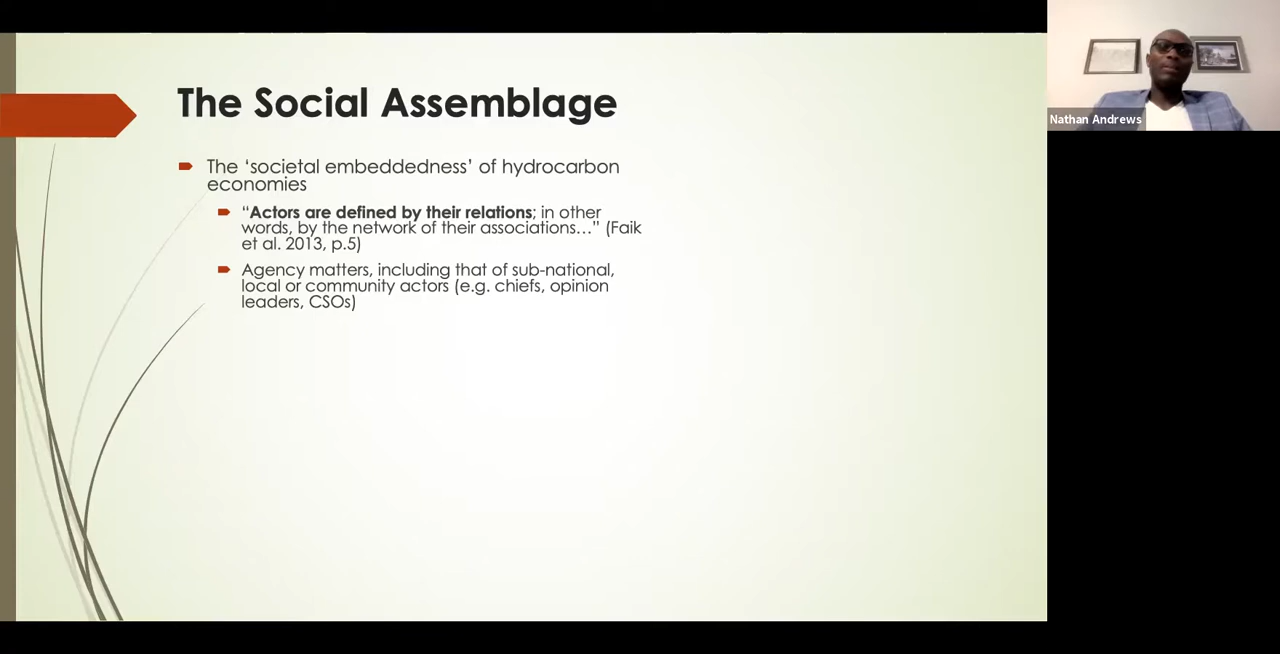 The Social Assemblage
The ‘societal embeddedness’ of hydrocarbon
economies
“Actors are defined by their relations; in other
words, by the network of their associations…” (Faik
et al. 2013, p.5)
Agency matters, including that of sub-national,
local or community actors (e.g. chiefs, opinion
leaders, CSOs)
Nathan Andrews